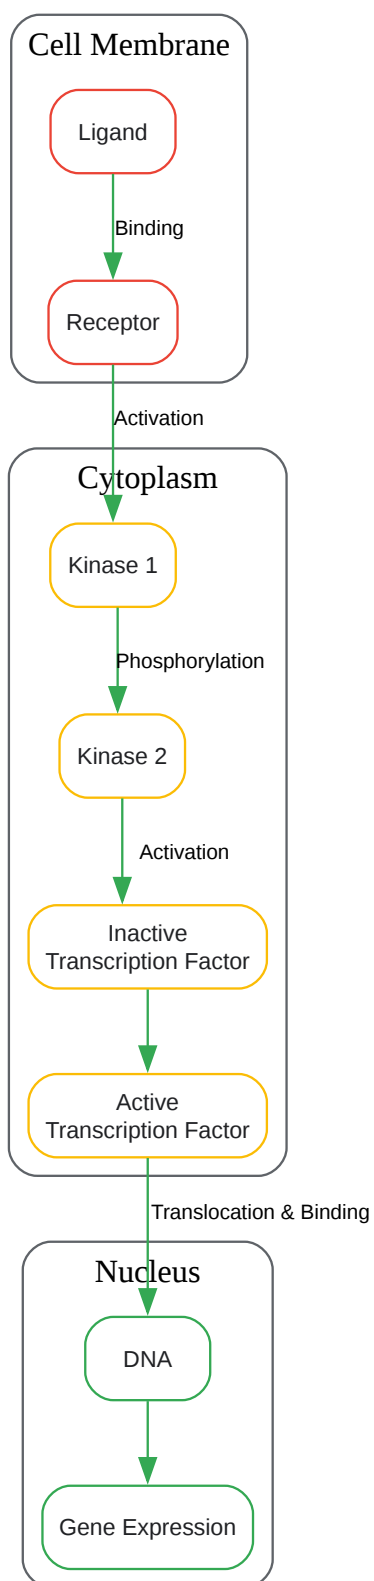 Cell Membrane
Ligand
Binding
Receptor
Activation
Cytoplasm
Kinase 1
Phosphorylation
Kinase 2
Activation
Inactive
Transcription Factor
Active
Transcription Factor
Translocation & Binding
Nucleus
DNA
Gene Expression